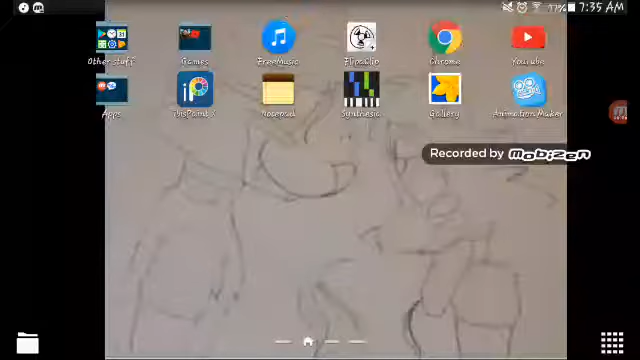 97% 7:35 AM
Other stuff Games FreeMusic FlipaClip Chrome Youtube
Apps ibisPaint X Notepad Synthesia Gallery Animation Maker
Recorded by mobizen